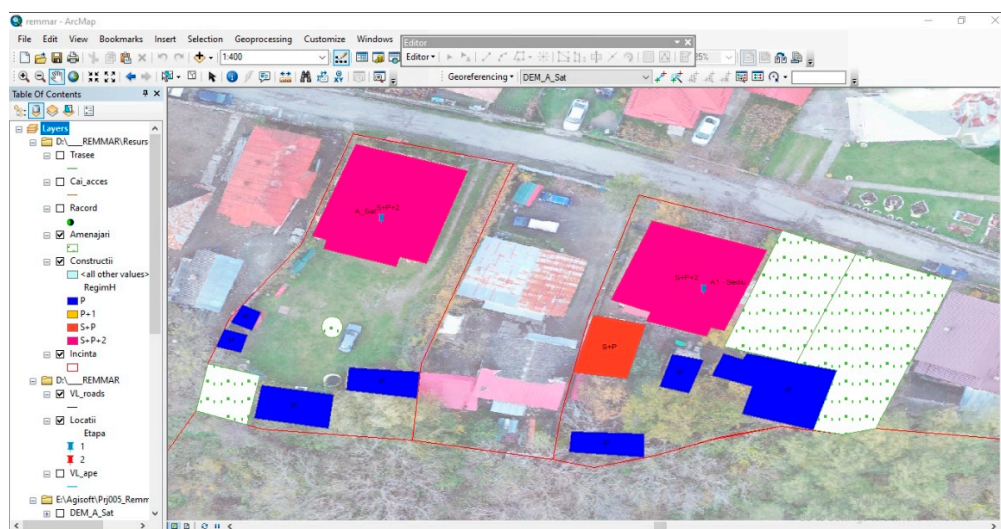 remmar - ArcMap
File Edit View Bookmarks Insert Selection Geoprocessing Customize Windows
Editor
1:400
Editor
Georeferencing DEM_A_Sat
Table Of Contents
Layers
D:\___REMMAR\Resurs
Trasee
Cai_acces
Racord
Amenajari
Constructii
<all other values>
RegimH
P
P+1
S+P
S+P+2
Incinta
D:\___REMMAR
VL_roads
Locatii
Etapa
1
2
VL_ape
E:\Agisoft\Prj005_Remm
DEM_A_Sat
S+P+2
A_Sat
S+P+2
A1 - Sediu
S+P